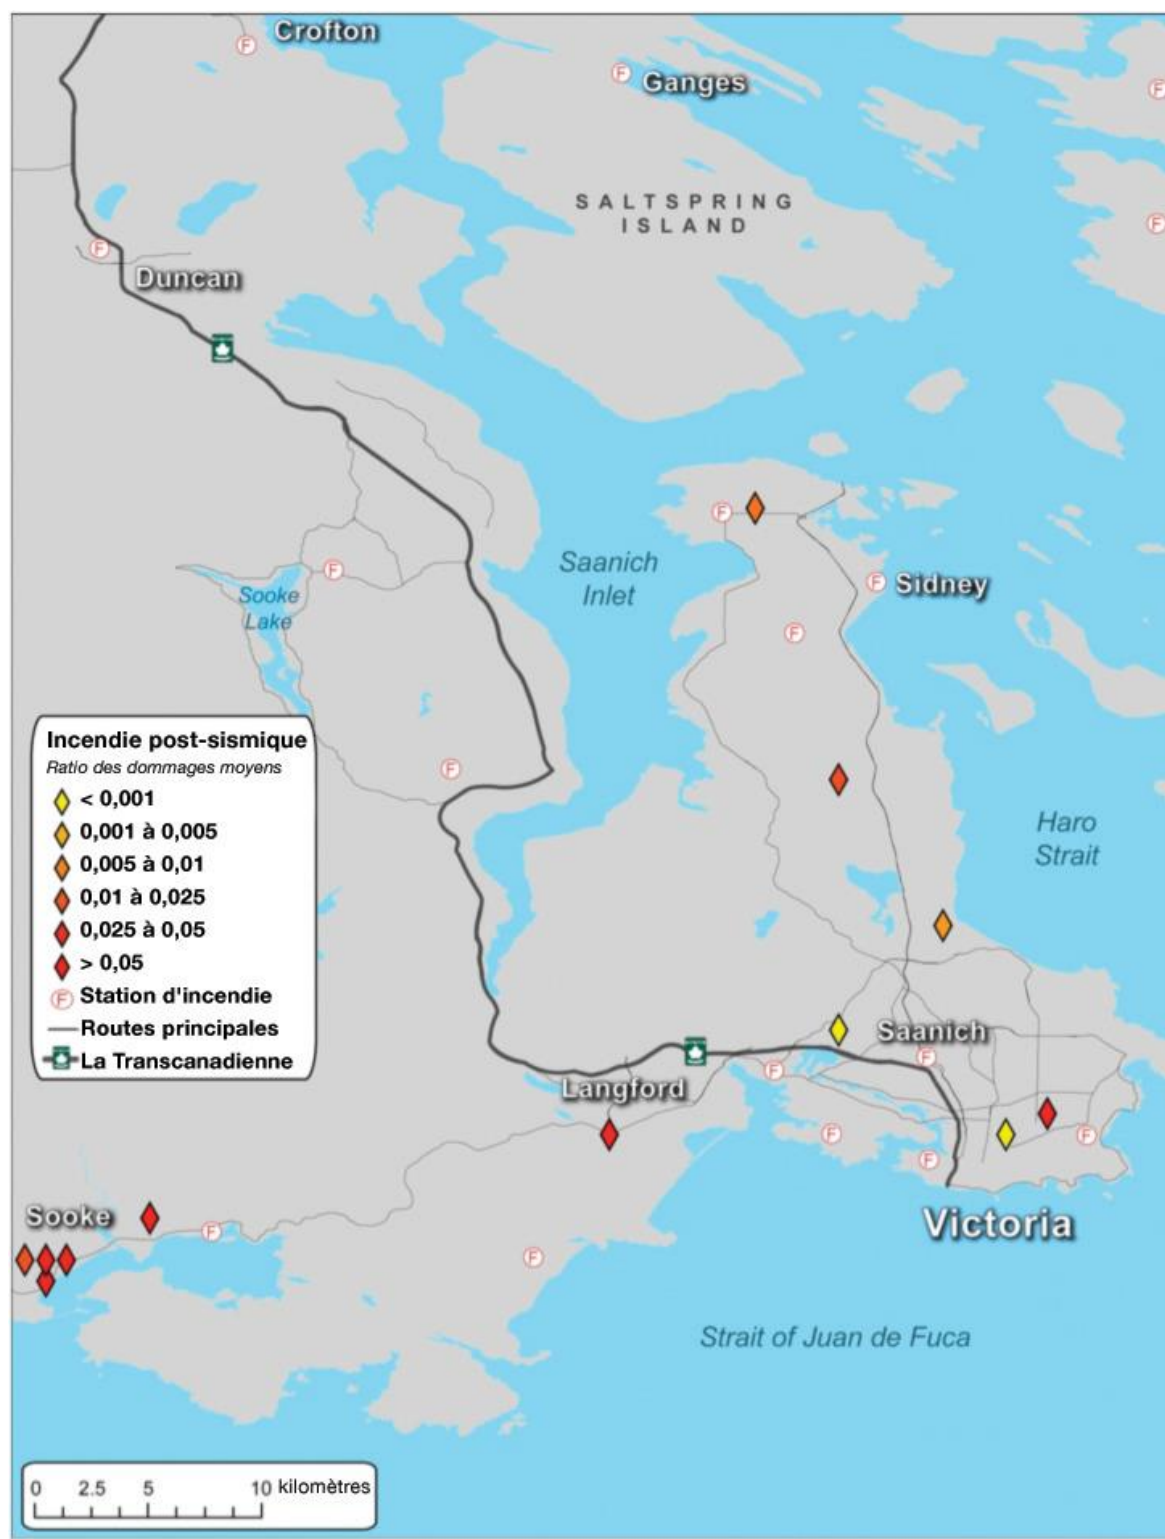 Crofton
Ganges
SALTSPRING
ISLAND
Duncan
Saanich
Inlet
Sidney
Sooke
Lake
Incendie post-sismique
Ratio des dommages moyens
< 0,001
0,001 à 0,005
0,005 à 0,01
0,01 à 0,025
0,025 à 0,05
> 0,05
F Station d'incendie
Routes principales
La Transcanadienne
Haro
Strait
Saanich
Langford
Sooke
Victoria
Strait of Juan de Fuca
0 2.5 5 10 kilomètres